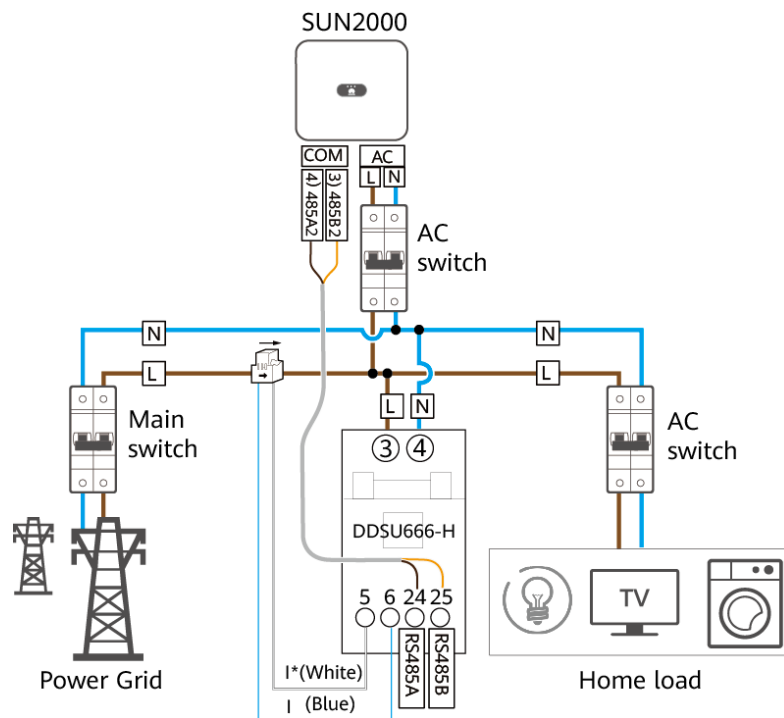 SUN2000
COM
AC
4) 485A2
3) 485B2
L
N
AC
switch
N
N
L
L
Main
switch
L
N
AC
switch
3
4
DDSU666-H
5
6
24
25
RS485A
RS485B
TV
I*(White)
I (Blue)
Power Grid
Home load